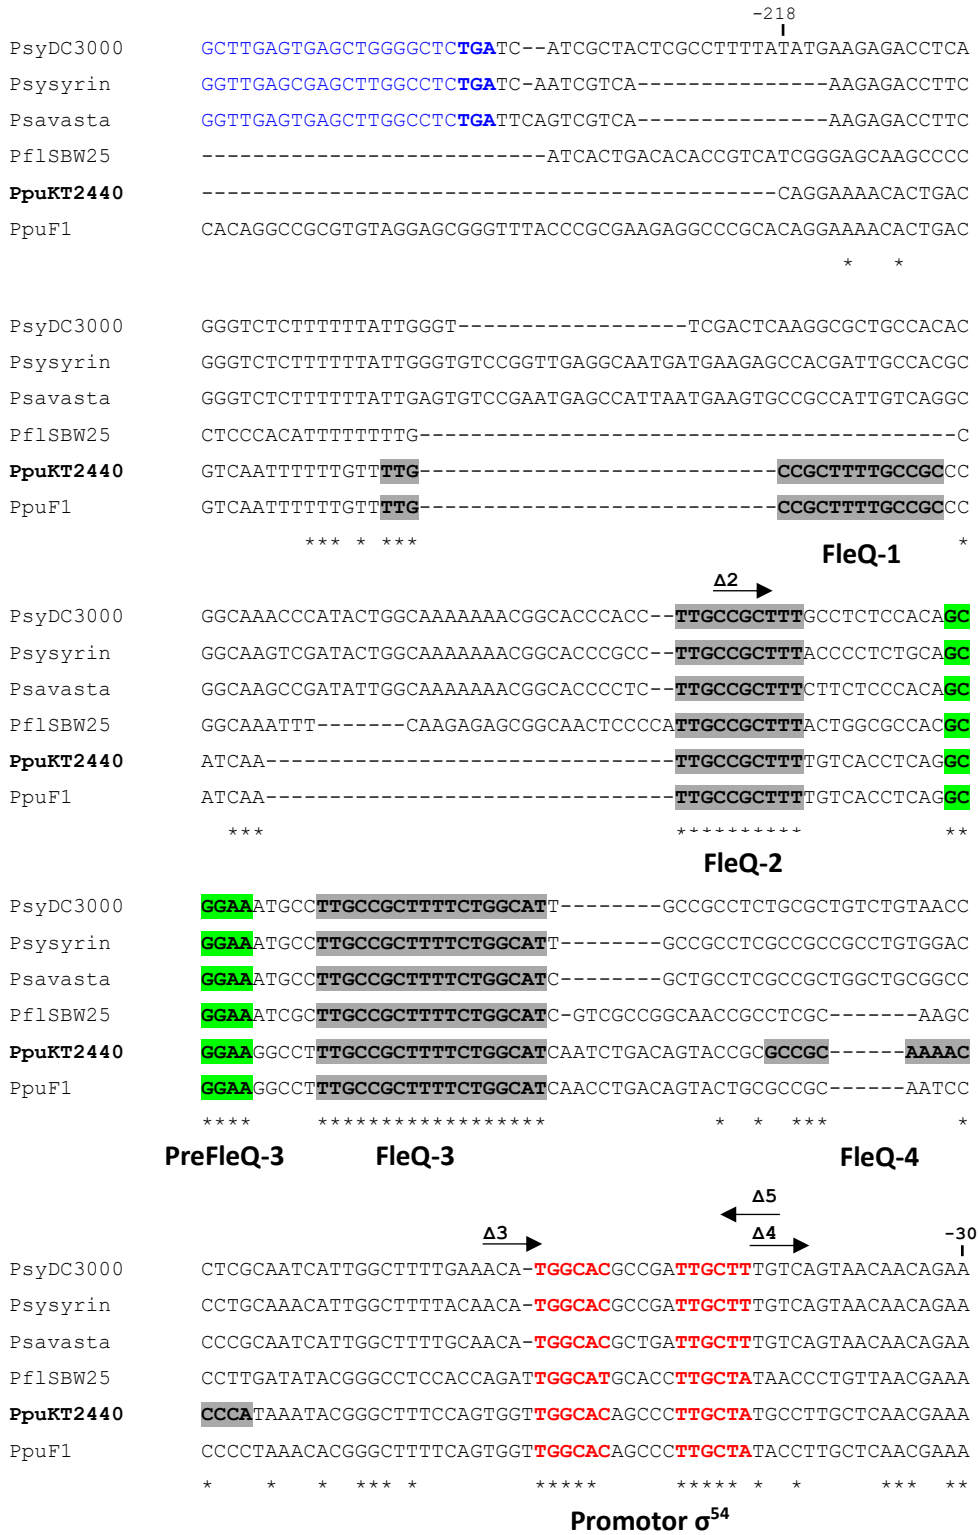 -218
PsyDC3000 GCTTGAGTGAGCTGGGGCTCTGATC--ATCGCTACTCGCCTTTTATATGAAGAGACCTCA
Psysyrin GGTTGAGCGAGCTTGGCCTCTGATC-AATCGTCA---------------AAGAGACCTTC
Psavasta GGTTGAGTGAGCTTGGCCTCTGATTCAGTCGTCA---------------AAGAGACCTTC
PflSBW25 ---------------------------ATCACTGACACACCGTCATCGGGAGCAAGCCCC
PpuKT2440 ---------------------------------------------CAGGAAAACACTGAC
PpuF1 CACAGGCCGCGTGTAGGAGCGGGTTTACCCGCGAAGAGGCCCGCACAGGAAAACACTGAC
* *
PsyDC3000 GGGTCTCTTTTTTATTGGGT------------------TCGACTCAAGGCGCTGCCACAC
Psysyrin GGGTCTCTTTTTTATTGGGTGTCCGGTTGAGGCAATGATGAAGAGCCACGATTGCCACGC
Psavasta GGGTCTCTTTTTTATTGAGTGTCCGAATGAGCCATTAATGAAGTGCCGCCATTGTCAGGC
PflSBW25 CTCCCACATTTTTTTTG------------------------------------------C
PpuKT2440 GTCAATTTTTTGTTTTG----------------------------CCGCTTTTGCCGCCC
PpuF1 GTCAATTTTTTGTTTTG----------------------------CCGCTTTTGCCGCCC
*** * *** *
FleQ-1
Δ2
PsyDC3000 GGCAAACCCATACTGGCAAAAAAACGGCACCCACC--TTGCCGCTTTGCCTCTCCACAGC
Psysyrin GGCAAGTCGATACTGGCAAAAAAACGGCACCCGCC--TTGCCGCTTTACCCCTCTGCAGC
Psavasta GGCAAGCCGATATTGGCAAAAAAACGGCACCCCTC--TTGCCGCTTTCTTCTCCCACAGC
PflSBW25 GGCAAATTT-------CAAGAGAGCGGCAACTCCCCATTGCCGCTTTACTGGCGCCACGC
PpuKT2440 ATCAA--------------------------------TTGCCGCTTTTGTCACCTCAGGC
PpuF1 ATCAA--------------------------------TTGCCGCTTTTGTCACCTCAGGC
*** ********** **
FleQ-2
PsyDC3000 GGAAATGCCTTGCCGCTTTTCTGGCATT--------GCCGCCTCTGCGCTGTCTGTAACC
Psysyrin GGAAATGCCTTGCCGCTTTTCTGGCATT--------GCCGCCTCGCCGCCGCCTGTGGAC
Psavasta GGAAATGCCTTGCCGCTTTTCTGGCATC--------GCTGCCTCGCCGCTGGCTGCGGCC
PflSBW25 GGAAATCGCTTGCCGCTTTTCTGGCATC-GTCGCCGGCAACCGCCTCGC-------AAGC
PpuKT2440 GGAAGGCCTTTGCCGCTTTTCTGGCATCAATCTGACAGTACCGCGCCGC------AAAAC
PpuF1 GGAAGGCCTTTGCCGCTTTTCTGGCATCAACCTGACAGTACTGCGCCGC------AATCC
**** ****************** * * *** *
PreFleQ-3 FleQ-3 FleQ-4
Δ5
Δ3 Δ4 -30
PsyDC3000 CTCGCAATCATTGGCTTTTGAAACA-TGGCACGCCGATTGCTTTGTCAGTAACAACAGAA
Psysyrin CCTGCAAACATTGGCTTTTACAACA-TGGCACGCCGATTGCTTTGTCAGTAACAACAGAA
Psavasta CCCGCAATCATTGGCTTTTGCAACA-TGGCACGCTGATTGCTTTGTCAGTAACAACAGAA
PflSBW25 CCTTGATATACGGGCCTCCACCAGATTGGCATGCACCTTGCTATAACCCTGTTAACGAAA
PpuKT2440 CCCATAAATACGGGCTTTCCAGTGGTTGGCACAGCCCTTGCTATGCCTTGCTCAACGAAA
PpuF1 CCCCTAAACACGGGCTTTTCAGTGGTTGGCACAGCCCTTGCTATACCTTGCTCAACGAAA
* * * *** * ***** ***** * * *** **
Promotor σ54